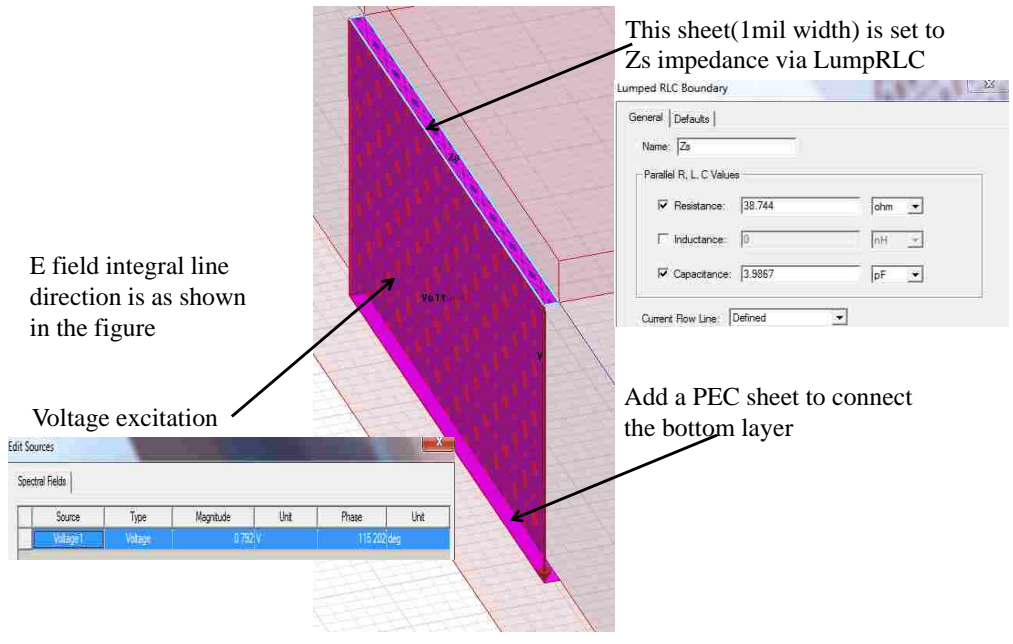 This sheet(1mil width) is set to
Zs impedance via LumpRLC
Lumped RLC Boundary
General Defaults
Name: Zs
Parallel R, L, C Values
Resistance: 38.744 ohm
Inductance: 0 nH
Capacitance: 3.9867 pF
Current Flow Line: Defined
Zs
E field integral line
direction is as shown
in the figure
Volt
V
Voltage excitation
Add a PEC sheet to connect
the bottom layer
Edit Sources
Spectral Fields
Source Type Magnitude Unit Phase Unit
Voltage1 Voltage 0.792 V 115.202 deg